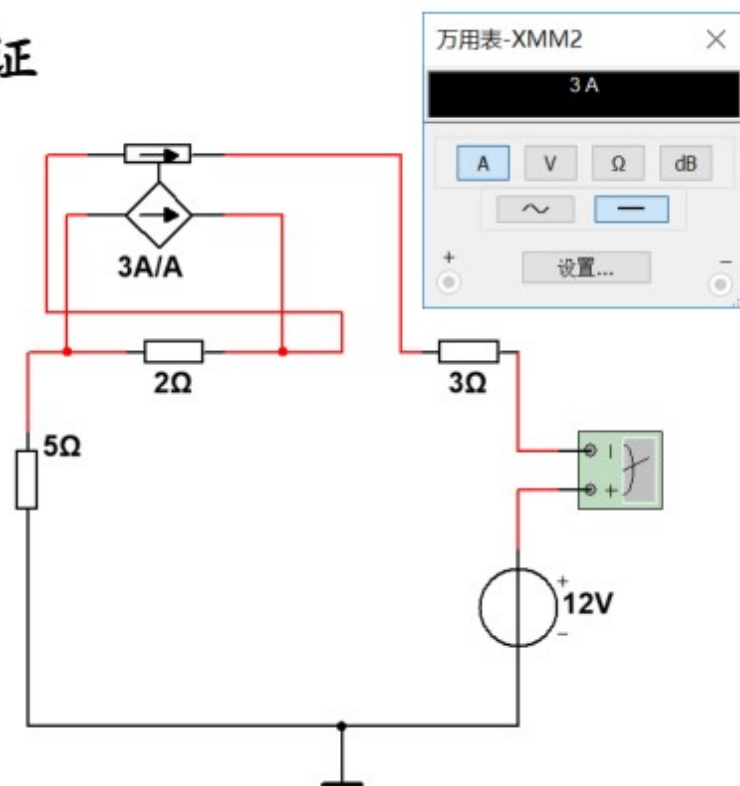 证
万用表-XMM2
3 A
A V Ω dB
~ —
+ 设置... −
3A/A
2Ω
3Ω
5Ω
I
+
+
12V
−